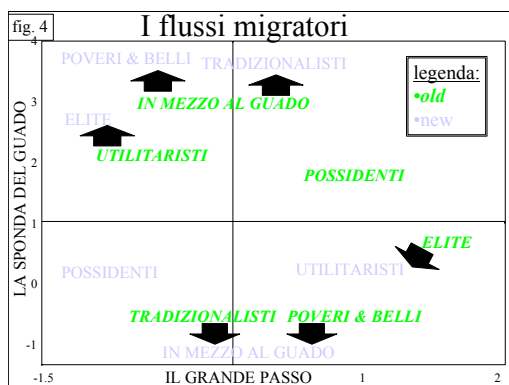 fig. 4
I flussi migratori
4
POVERI & BELLI
TRADIZIONALISTI
legenda:
•old
•new
3
IN MEZZO AL GUADO
ELITE
UTILITARISTI
2
POSSIDENTI
LA SPONDA DEL GUADO
1
ELITE
0
POSSIDENTI
UTILITARISTI
TRADIZIONALISTI
POVERI & BELLI
-1
IN MEZZO AL GUADO
-1.5
IL GRANDE PASSO
1
2